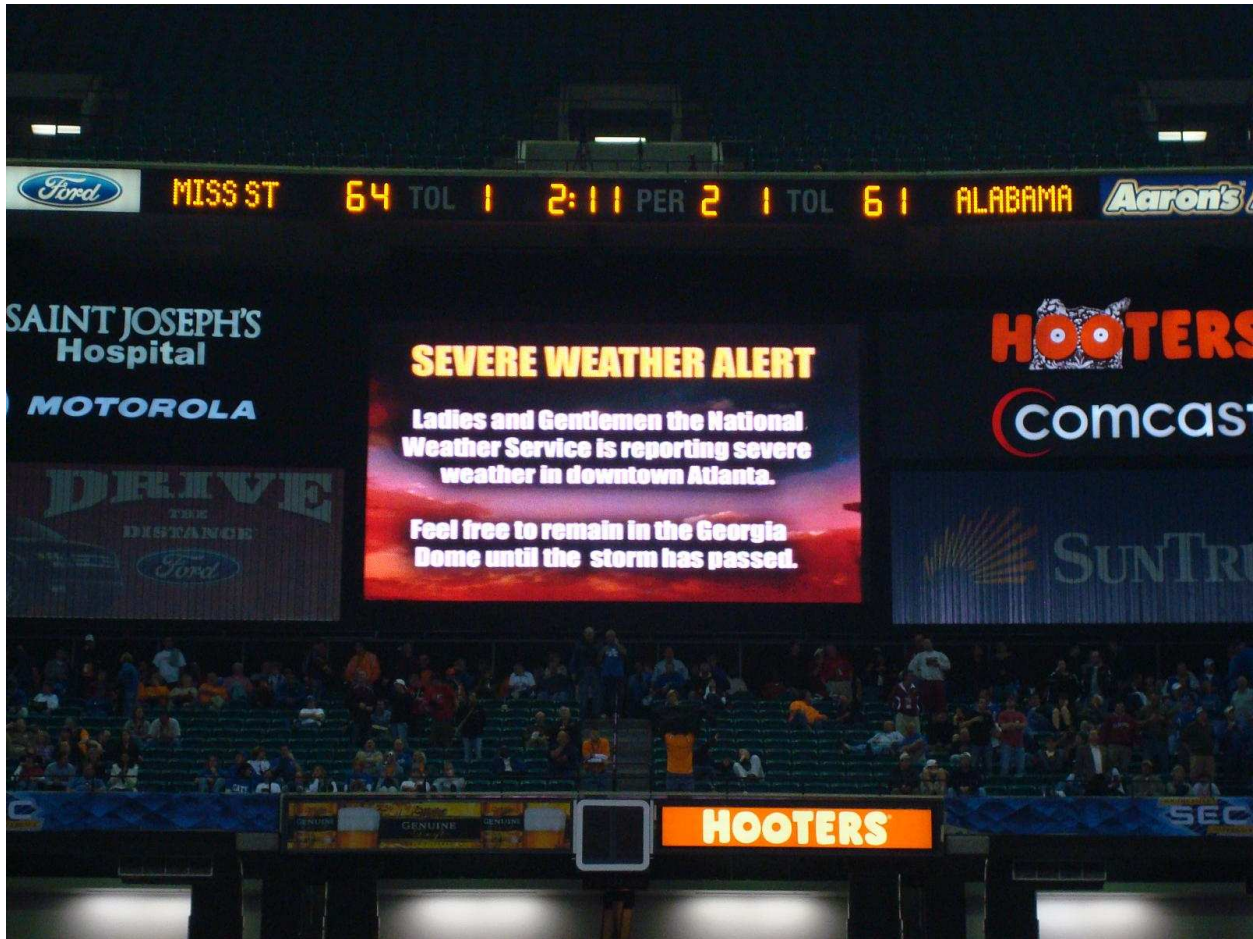 Ford MISS ST 64 TOL 1 2:11 PER 2 1 TOL 61 ALABAMA Aaron's
SAINT JOSEPH'S
Hospital
MOTOROLA
HOOTERS
COMCAST
SEVERE WEATHER ALERT
Ladies and Gentlemen the National
Weather Service is reporting severe
weather in downtown Atlanta.
Feel free to remain in the Georgia
Dome until the storm has passed.
DRIVE
THE
DISTANCE
Ford
SUNTRU
GENUINE GENUINE GENUINE
HOOTERS
SEC